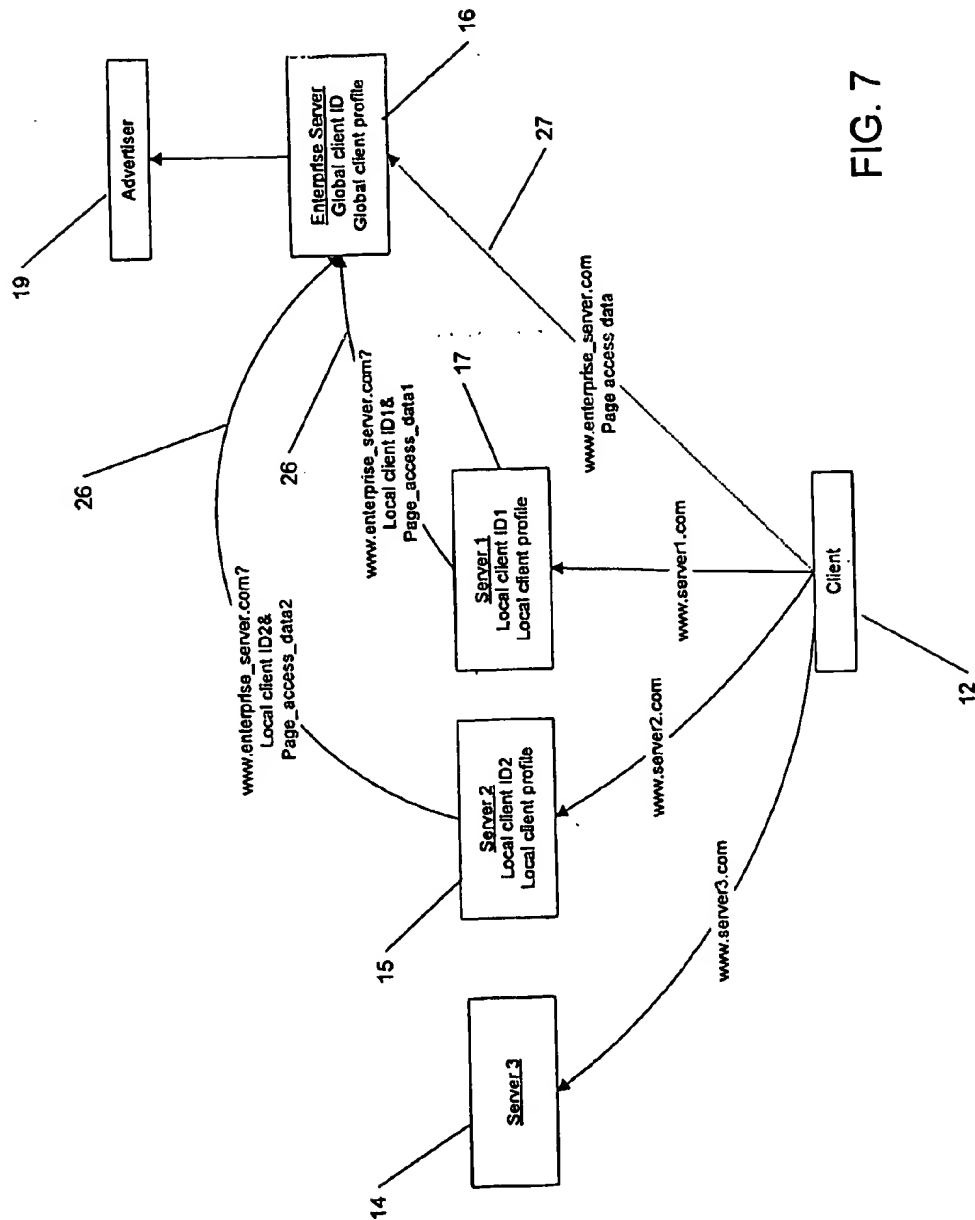 19
Advertiser
16
Enterprise Server
Global client ID
Global client profile
26
26
www.enterprise_server.com?
Local client ID2&
Page_access_data2
www.enterprise_server.com?
Local client ID1&
Page_access_data1
17
27
15
Server 2
Local client ID2
Local client profile
Server 1
Local client ID1
Local client profile
www.enterprise_server.com
Page access data
14
Server 3
www.server3.com
www.server2.com
www.server1.com
Client
12
FIG. 7